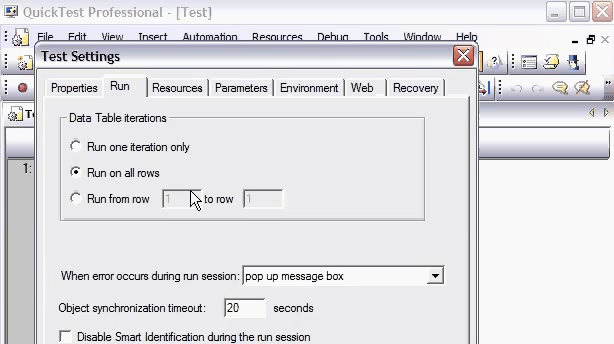 QuickTest Professional - [Test]
File Edit View Insert Automation Resources Debug Tools Window Help
Test Settings
Properties Run Resources Parameters Environment Web Recovery
Data Table iterations
Run one iteration only
Run on all rows
Run from row 1 to row 1
1:
When error occurs during run session: pop up message box
Object synchronization timeout: 20 seconds
Disable Smart Identification during the run session